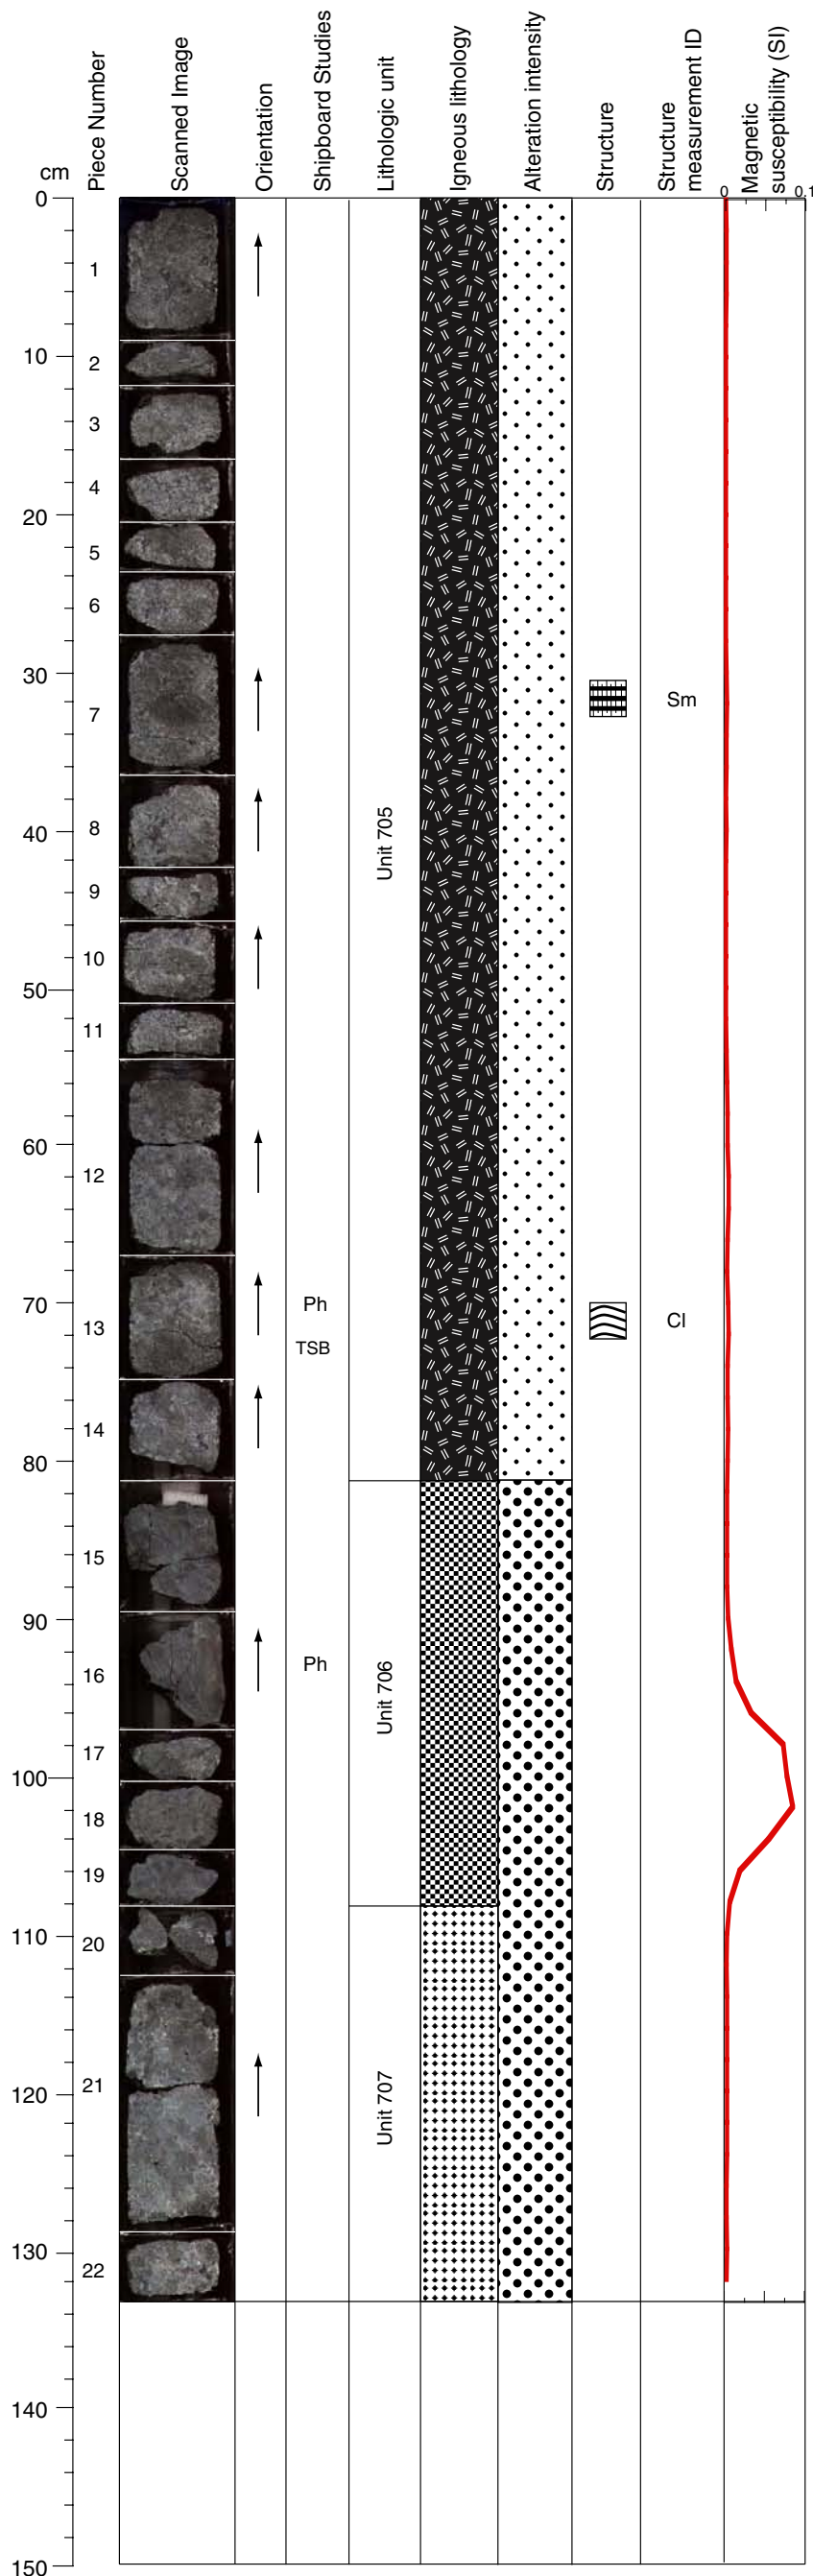 cm
Piece Number
Scanned Image
Orientation
Shipboard Studies
Lithologic unit
Igneous lithology
Alteration intensity
Structure
Structure
measurement ID
Magnetic
susceptibility (SI)
0 0.1
0
1
10
2
3
4
20
5
6
30
7
Sm
40
8
Unit 705
9
10
50
11
60
12
70
Ph
13
Cl
TSB
14
80
15
90
16
Ph
Unit 706
17
100
18
19
110
20
21
120
Unit 707
130
22
140
150